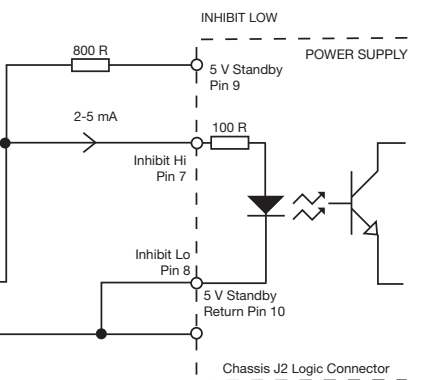 INHIBIT LOW
POWER SUPPLY
800 R
5 V Standby
Pin 9
2-5 mA
100 R
Inhibit Hi
Pin 7
Inhibit Lo
Pin 8
5 V Standby
Return Pin 10
Chassis J2 Logic Connector